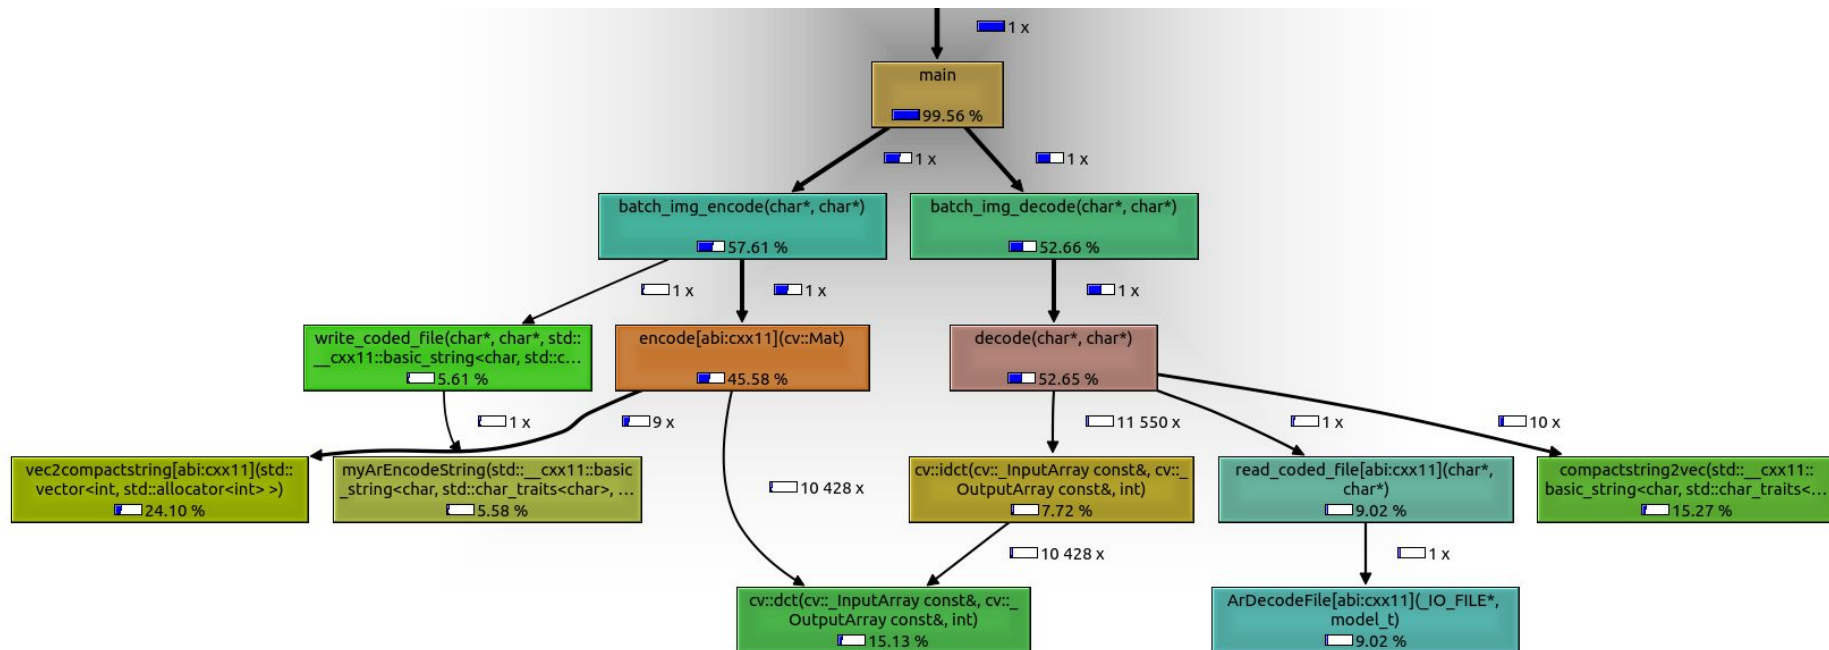 1 x
main
99.56 %
1 x
1 x
batch_img_encode(char*, char*)
57.61 %
batch_img_decode(char*, char*)
52.66 %
1 x
1 x
1 x
write_coded_file(char*, char*, std::
__cxx11::basic_string<char, std::c...
5.61 %
encode[abi:cxx11](cv::Mat)
45.58 %
decode(char*, char*)
52.65 %
1 x
9 x
11 550 x
1 x
10 x
vec2compactstring[abi:cxx11](std::
vector<int, std::allocator<int> >)
24.10 %
myArEncodeString(std::__cxx11::basic
_string<char, std::char_traits<char>, ...
5.58 %
10 428 x
cv::idct(cv::_InputArray const&, cv::_
OutputArray const&, int)
7.72 %
read_coded_file[abi:cxx11](char*,
char*)
9.02 %
compactstring2vec(std::__cxx11::
basic_string<char, std::char_traits<...
15.27 %
10 428 x
1 x
cv::dct(cv::_InputArray const&, cv::_
OutputArray const&, int)
15.13 %
ArDecodeFile[abi:cxx11](_IO_FILE*,
model_t)
9.02 %